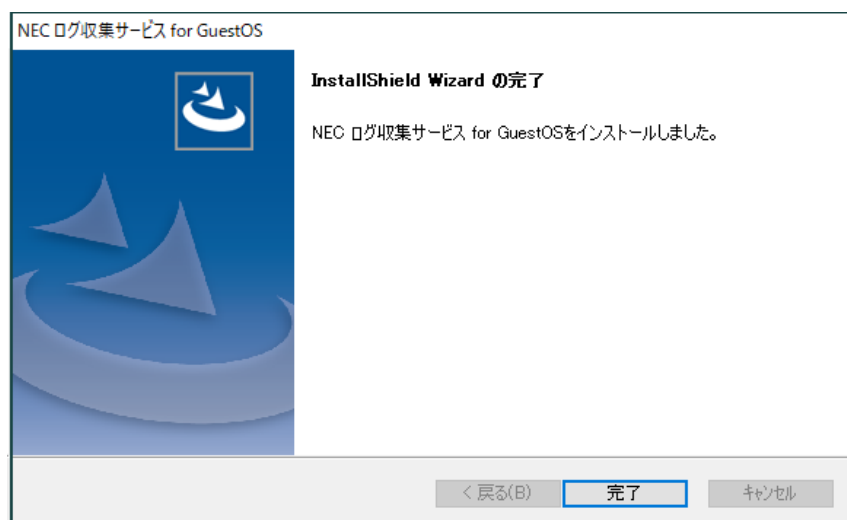 NEC ログ収集サービス for GuestOS
InstallShield Wizard の完了
NEC ログ収集サービス for GuestOSをインストールしました。
< 戻る(B)
完了
キャンセル